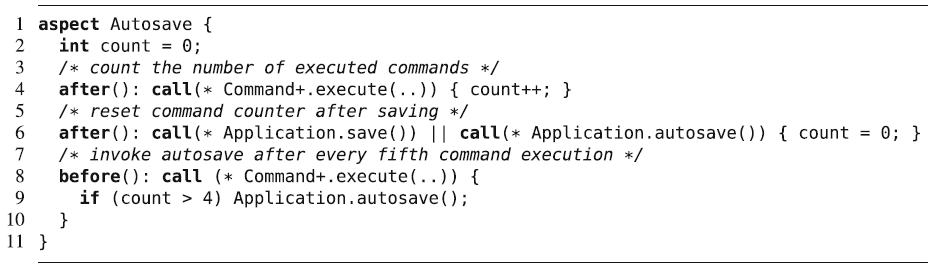 1 aspect Autosave {
2   int count = 0;
3   /* count the number of executed commands */
4   after(): call(* Command+.execute(..)) { count++; }
5   /* reset command counter after saving */
6   after(): call(* Application.save()) || call(* Application.autosave()) { count = 0; }
7   /* invoke autosave after every fifth command execution */
8   before(): call (* Command+.execute(..)) {
9     if (count > 4) Application.autosave();
10   }
11 }